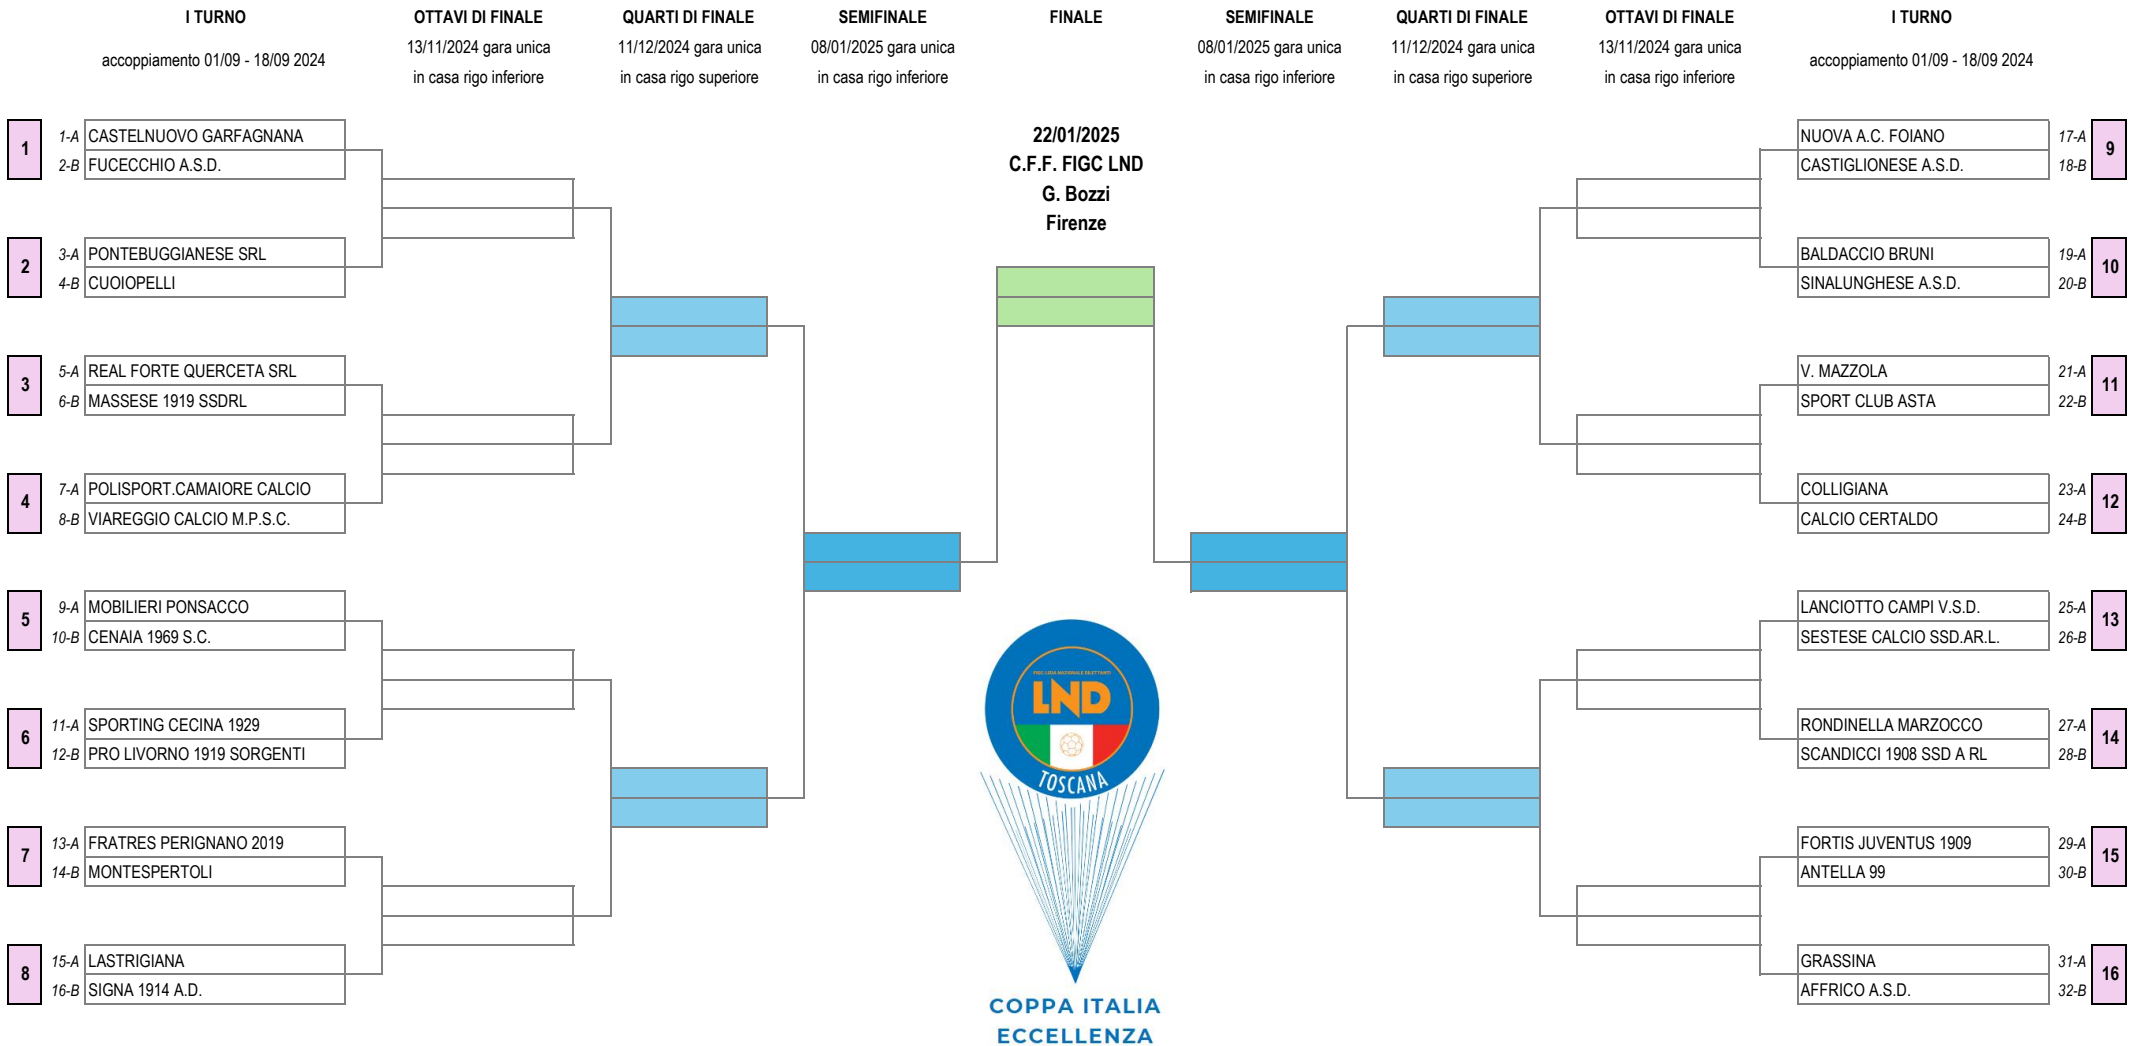 I TURNO
accoppiamento 01/09 - 18/09 2024
OTTAVI DI FINALE
13/11/2024 gara unica
in casa rigo inferiore
QUARTI DI FINALE
11/12/2024 gara unica
in casa rigo superiore
SEMIFINALE
08/01/2025 gara unica
in casa rigo inferiore
FINALE
SEMIFINALE
08/01/2025 gara unica
in casa rigo inferiore
QUARTI DI FINALE
11/12/2024 gara unica
in casa rigo superiore
OTTAVI DI FINALE
13/11/2024 gara unica
in casa rigo inferiore
I TURNO
accoppiamento 01/09 - 18/09 2024
1
1-A CASTELNUOVO GARFAGNANA
2-B FUCECCHIO A.S.D.
2
3-A PONTEBUGGIANESE SRL
4-B CUOIOPELLI
3
5-A REAL FORTE QUERCETA SRL
6-B MASSESE 1919 SSDRL
4
7-A POLISPORT.CAMAIORE CALCIO
8-B VIAREGGIO CALCIO M.P.S.C.
5
9-A MOBILIERI PONSACCO
10-B CENAIA 1969 S.C.
6
11-A SPORTING CECINA 1929
12-B PRO LIVORNO 1919 SORGENTI
7
13-A FRATRES PERIGNANO 2019
14-B MONTESPERTOLI
8
15-A LASTRIGIANA
16-B SIGNA 1914 A.D.
22/01/2025
C.F.F. FIGC LND
G. Bozzi
Firenze
FIGC LEGA NAZIONALE DILETTANTI
LND
TOSCANA
COPPA ITALIA
ECCELLENZA
NUOVA A.C. FOIANO 17-A
CASTIGLIONESE A.S.D. 18-B
9
BALDACCIO BRUNI 19-A
SINALUNGHESE A.S.D. 20-B
10
V. MAZZOLA 21-A
SPORT CLUB ASTA 22-B
11
COLLIGIANA 23-A
CALCIO CERTALDO 24-B
12
LANCIOTTO CAMPI V.S.D. 25-A
SESTESE CALCIO SSD.AR.L. 26-B
13
RONDINELLA MARZOCCO 27-A
SCANDICCI 1908 SSD A RL 28-B
14
FORTIS JUVENTUS 1909 29-A
ANTELLA 99 30-B
15
GRASSINA 31-A
AFFRICO A.S.D. 32-B
16